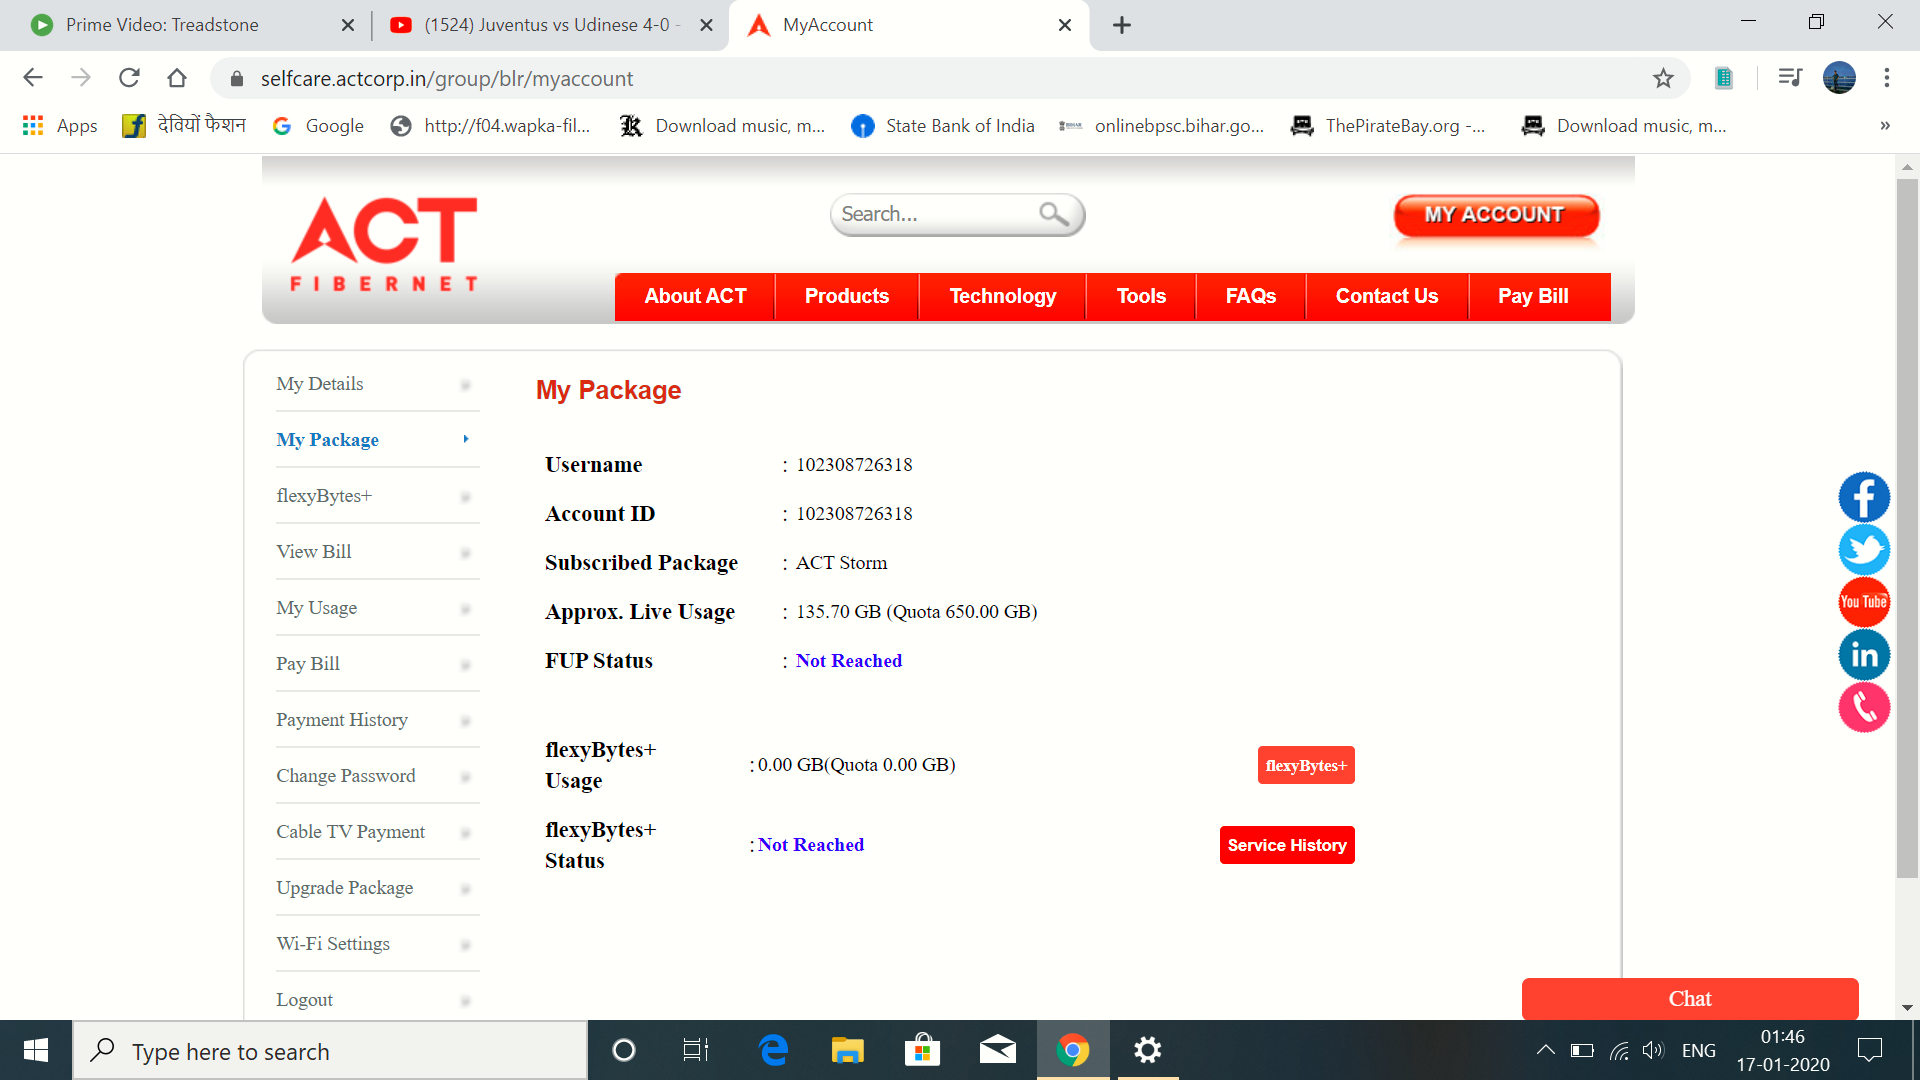 Prime Video: Treadstone
(1524) Juventus vs Udinese 4-0 -
MyAccount
selfcare.actcorp.in/group/blr/myaccount
Apps
देवियों फैशन
Google
http://f04.wapka-fil...
Download music, m...
State Bank of India
onlinebpsc.bihar.go...
ThePirateBay.org -...
Download music, m...
»
ACT
FIBERNET
Search...
MY ACCOUNT
About ACT
Products
Technology
Tools
FAQs
Contact Us
Pay Bill
My Details
My Package
flexyBytes+
View Bill
My Usage
Pay Bill
Payment History
Change Password
Cable TV Payment
Upgrade Package
Wi-Fi Settings
Logout
My Package
Username : 102308726318
Account ID : 102308726318
Subscribed Package : ACT Storm
Approx. Live Usage : 135.70 GB (Quota 650.00 GB)
FUP Status : Not Reached
flexyBytes+
Usage
:0.00 GB(Quota 0.00 GB)
flexyBytes+
flexyBytes+
Status
:Not Reached
Service History
You Tube
in
Chat
Type here to search
ENG
01:46
17-01-2020